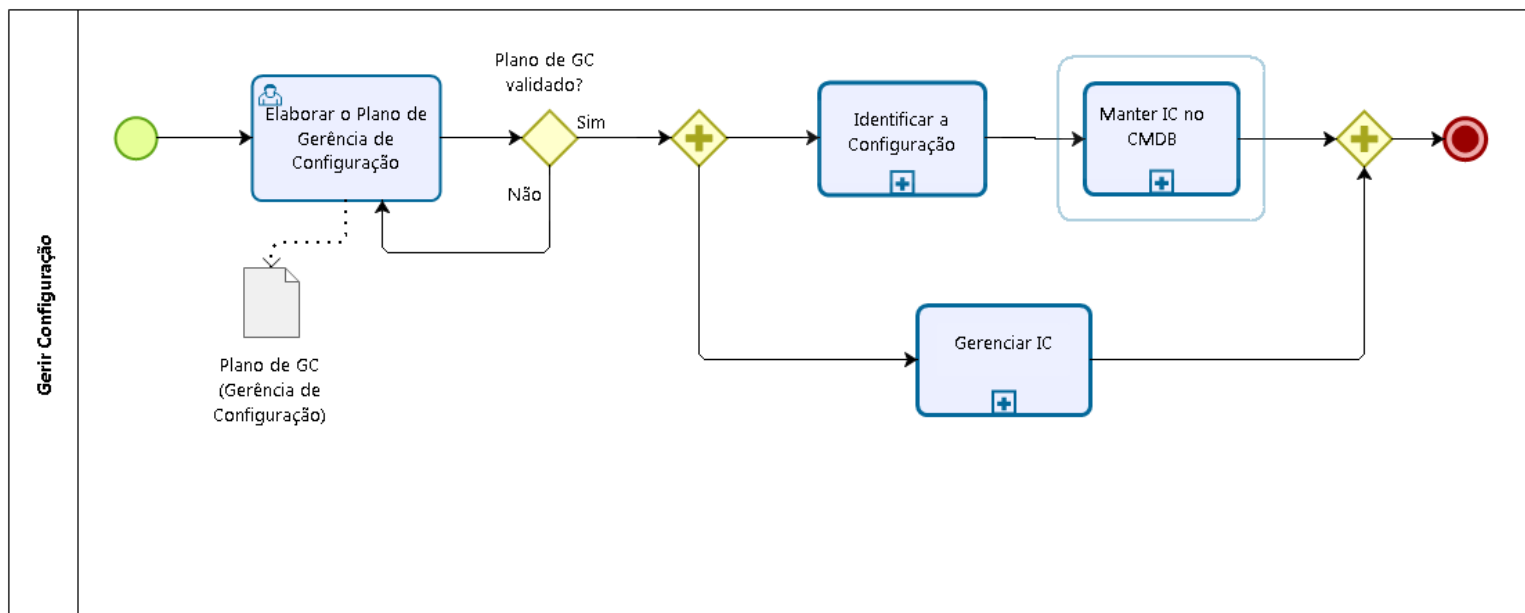 Gerir Configuração
Elaborar o Plano de
Gerência de
Configuração
Plano de GC
validado?
Sim
Não
Plano de GC
(Gerência de
Configuração)
Identificar a
Configuração
Manter IC no
CMDB
Gerenciar IC